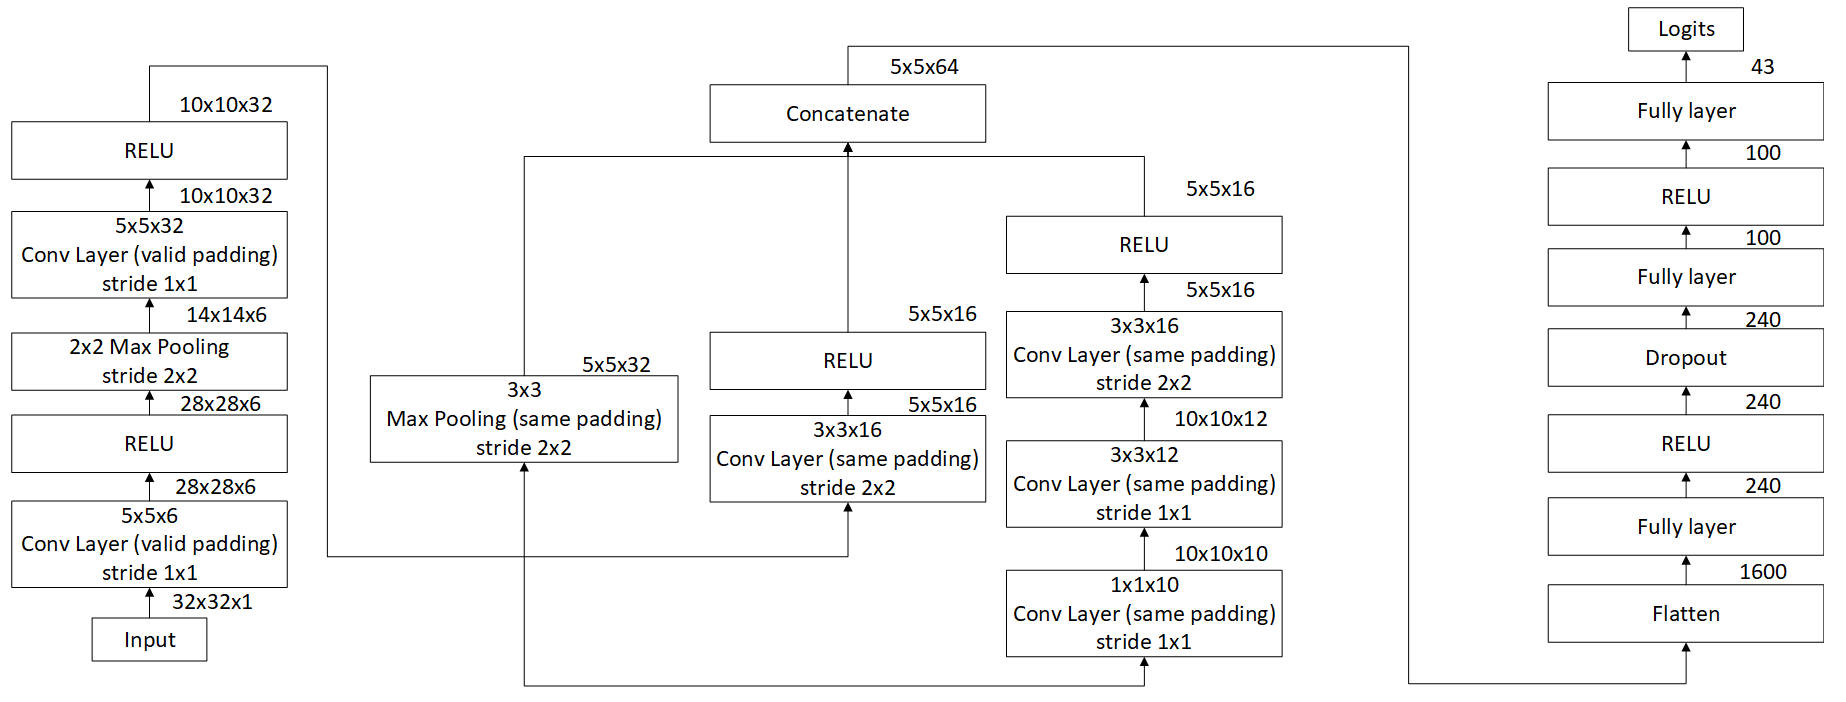 10x10x32
RELU
10x10x32
5x5x32
Conv Layer (valid padding)
stride 1x1
14x14x6
2x2 Max Pooling
stride 2x2
28x28x6
RELU
28x28x6
5x5x6
Conv Layer (valid padding)
stride 1x1
32x32x1
Input
5x5x32
3x3
Max Pooling (same padding)
stride 2x2
5x5x64
Concatenate
5x5x16
RELU
5x5x16
3x3x16
Conv Layer (same padding)
stride 2x2
5x5x16
RELU
5x5x16
3x3x16
Conv Layer (same padding)
stride 2x2
10x10x12
3x3x12
Conv Layer (same padding)
stride 1x1
10x10x10
1x1x10
Conv Layer (same padding)
stride 1x1
Logits
43
Fully layer
100
RELU
100
Fully layer
240
Dropout
240
RELU
240
Fully layer
1600
Flatten